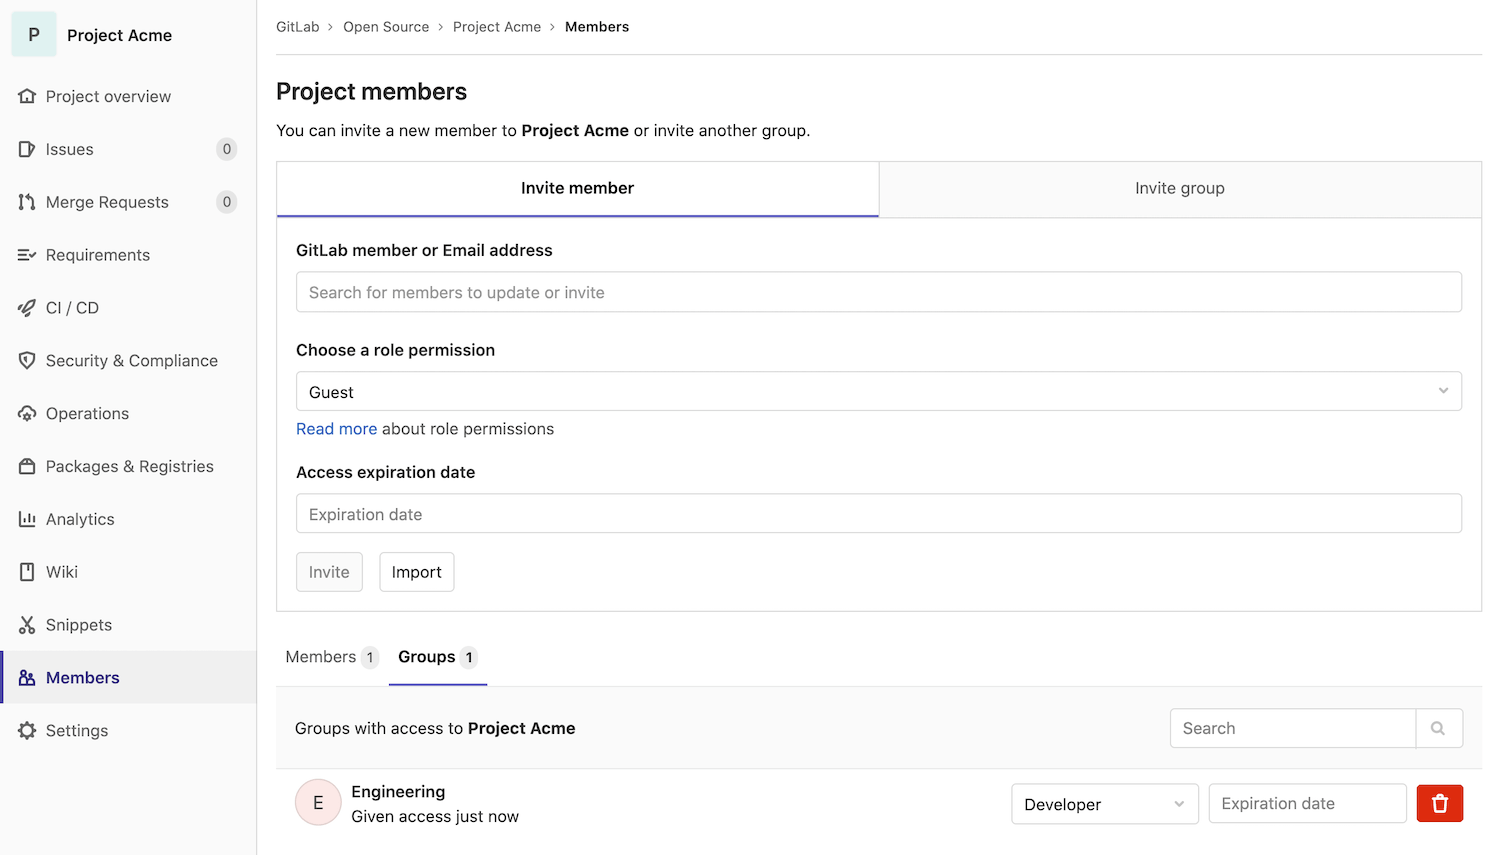 P Project Acme
Project overview
Issues 0
Merge Requests 0
Requirements
CI / CD
Security & Compliance
Operations
Packages & Registries
Analytics
Wiki
Snippets
Members
Settings
GitLab > Open Source > Project Acme > Members
Project members
You can invite a new member to Project Acme or invite another group.
Invite member Invite group
GitLab member or Email address
Search for members to update or invite
Choose a role permission
Guest
Read more about role permissions
Access expiration date
Expiration date
Invite Import
Members 1 Groups 1
Groups with access to Project Acme Search
E Engineering
Given access just now
Developer Expiration date